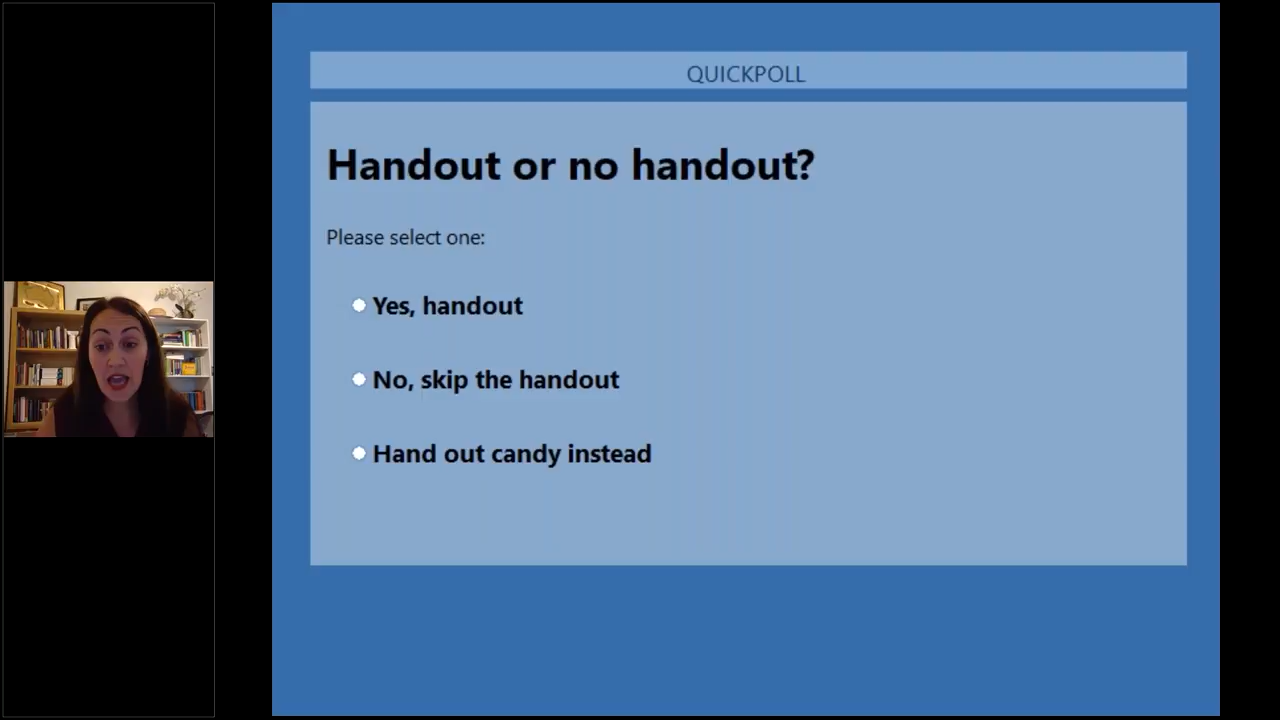 QUICKPOLL
Handout or no handout?
Please select one:
Yes, handout
No, skip the handout
Hand out candy instead